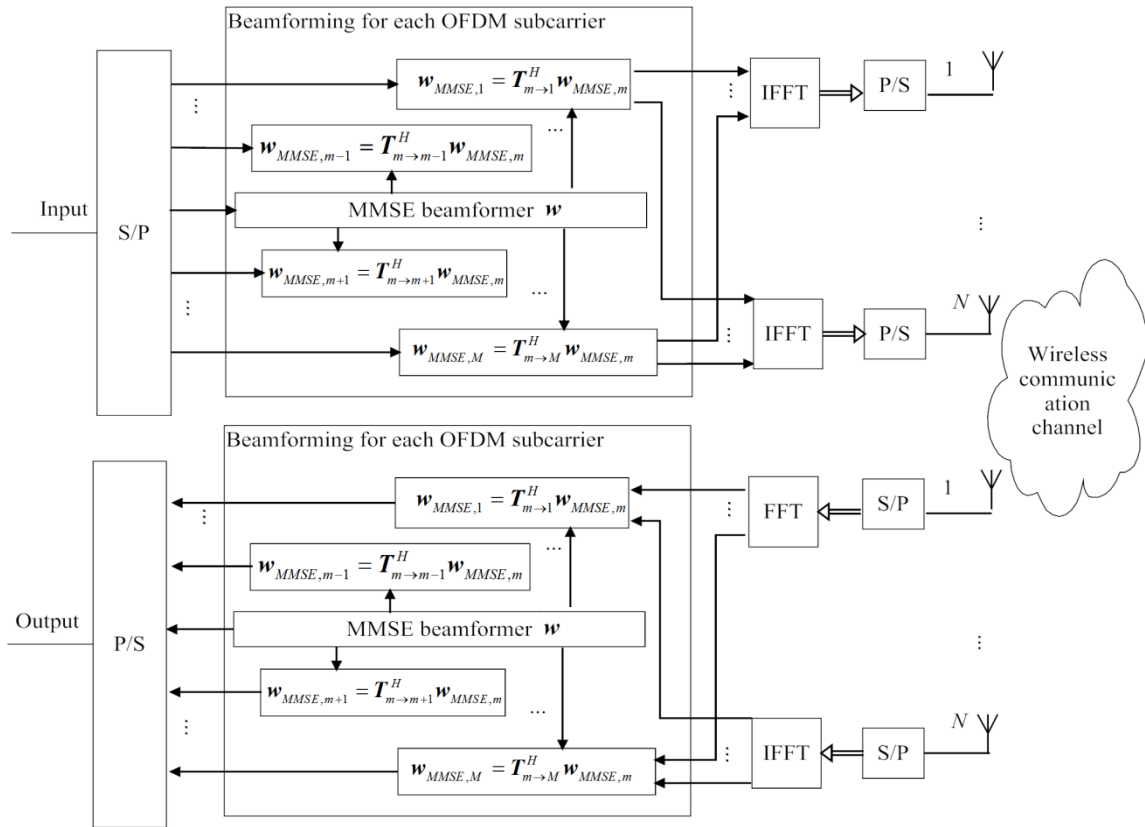 Beamforming for each OFDM subcarrier
Input
S/P
...
...
w_{MMSE,1} = T^H_{m→1} w_{MMSE,m}
...
w_{MMSE,m−1} = T^H_{m→m−1} w_{MMSE,m}
MMSE beamformer w
w_{MMSE,m+1} = T^H_{m→m+1} w_{MMSE,m}
...
w_{MMSE,M} = T^H_{m→M} w_{MMSE,m}
...
IFFT
P/S
1
...
...
IFFT
P/S
N
Wireless
communic
ation
channel
Beamforming for each OFDM subcarrier
Output
P/S
...
...
w_{MMSE,1} = T^H_{m→1} w_{MMSE,m}
...
w_{MMSE,m−1} = T^H_{m→m−1} w_{MMSE,m}
MMSE beamformer w
w_{MMSE,m+1} = T^H_{m→m+1} w_{MMSE,m}
...
w_{MMSE,M} = T^H_{m→M} w_{MMSE,m}
...
FFT
S/P
1
...
...
IFFT
S/P
N